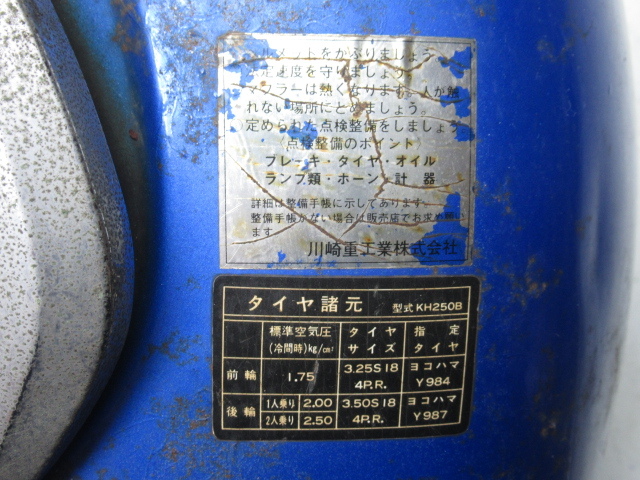 ルメットをかぶりましょう。
速度を守りましょう。
マフラーは熱くなります。人が触
れない場所にとめましょう。
定められた点検整備をしましょう
〈点検整備のポイント〉
ブレーキ・タイヤ・オイル
ランプ類・ホーン・計器
詳細は整備手帳に示してあります。
整備手帳がない場合は販売店でお求め願い
ます
川崎重工業株式会社
タイヤ諸元 型式 KH250B
標準空気圧 タイヤ 指定
(冷間時)kg/cm² サイズ タイヤ
前輪 1.75 3.25S18 ヨコハマ
4P.R. Y984
後輪 1人乗り 2.00 3.50S18 ヨコハマ
2人乗り 2.50 4P.R. Y987